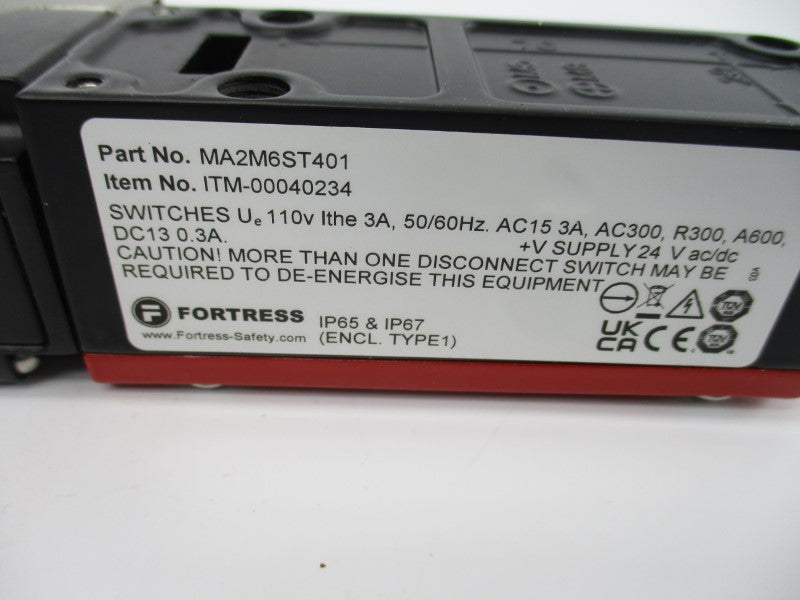 Part No. MA2M6ST401
Item No. ITM-00040234
SWITCHES Ue 110v Ithe 3A, 50/60Hz. AC15 3A, AC300, R300, A600,
DC13 0.3A. +V SUPPLY 24 V ac/dc
CAUTION! MORE THAN ONE DISCONNECT SWITCH MAY BE
REQUIRED TO DE-ENERGISE THIS EQUIPMENT
F FORTRESS
www.Fortress-Safety.com
IP65 & IP67
(ENCL. TYPE1)
UK
CA CE
TÜV
TÜV